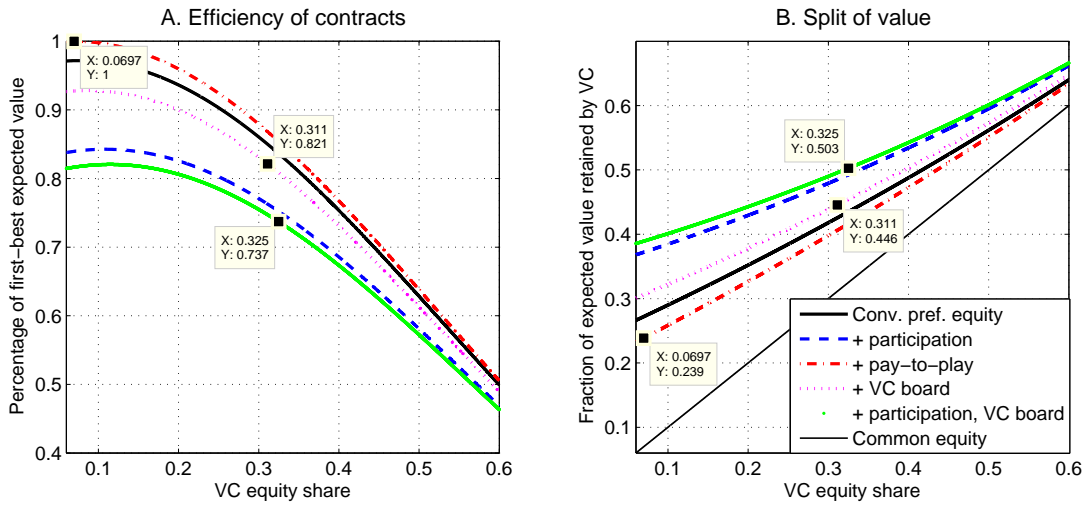 A. Efficiency of contracts
Percentage of first−best expected value
1
0.9
0.8
0.7
0.6
0.5
0.4
X: 0.0697
Y: 1
X: 0.311
Y: 0.821
X: 0.325
Y: 0.737
0.1
0.2
0.3
0.4
0.5
0.6
VC equity share
B. Split of value
Fraction of expected value retained by VC
0.6
0.5
0.4
0.3
0.2
0.1
X: 0.325
Y: 0.503
X: 0.311
Y: 0.446
X: 0.0697
Y: 0.239
Conv. pref. equity
+ participation
+ pay−to−play
+ VC board
+ participation, VC board
Common equity
0.1
0.2
0.3
0.4
0.5
0.6
VC equity share